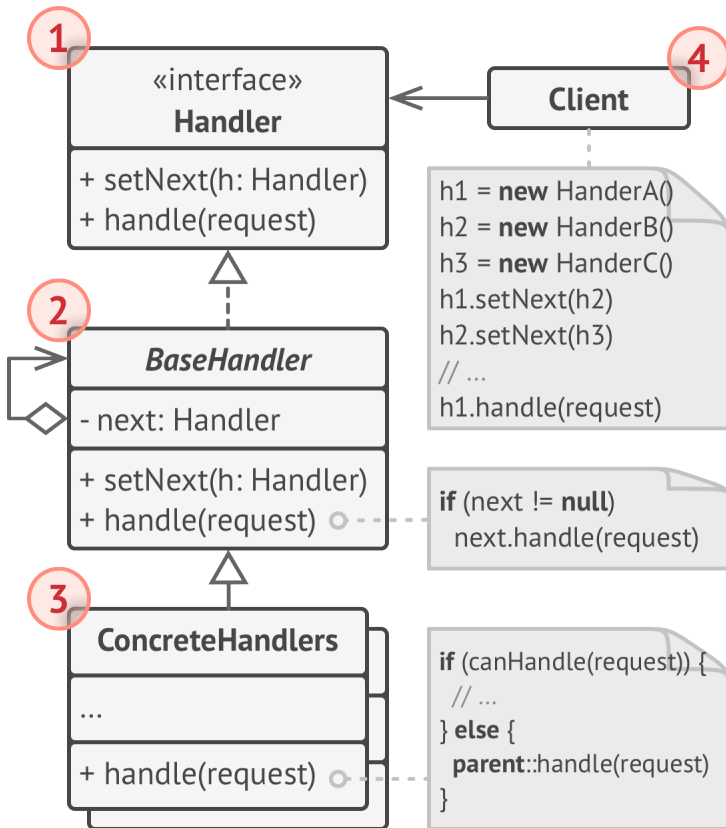 1
«interface»
Handler
+ setNext(h: Handler)
+ handle(request)
4
Client
h1 = new HanderA()
h2 = new HanderB()
h3 = new HanderC()
h1.setNext(h2)
h2.setNext(h3)
// ...
h1.handle(request)
2
BaseHandler
- next: Handler
+ setNext(h: Handler)
+ handle(request)
if (next != null)
next.handle(request)
3
ConcreteHandlers
...
+ handle(request)
if (canHandle(request)) {
// ...
} else {
parent::handle(request)
}